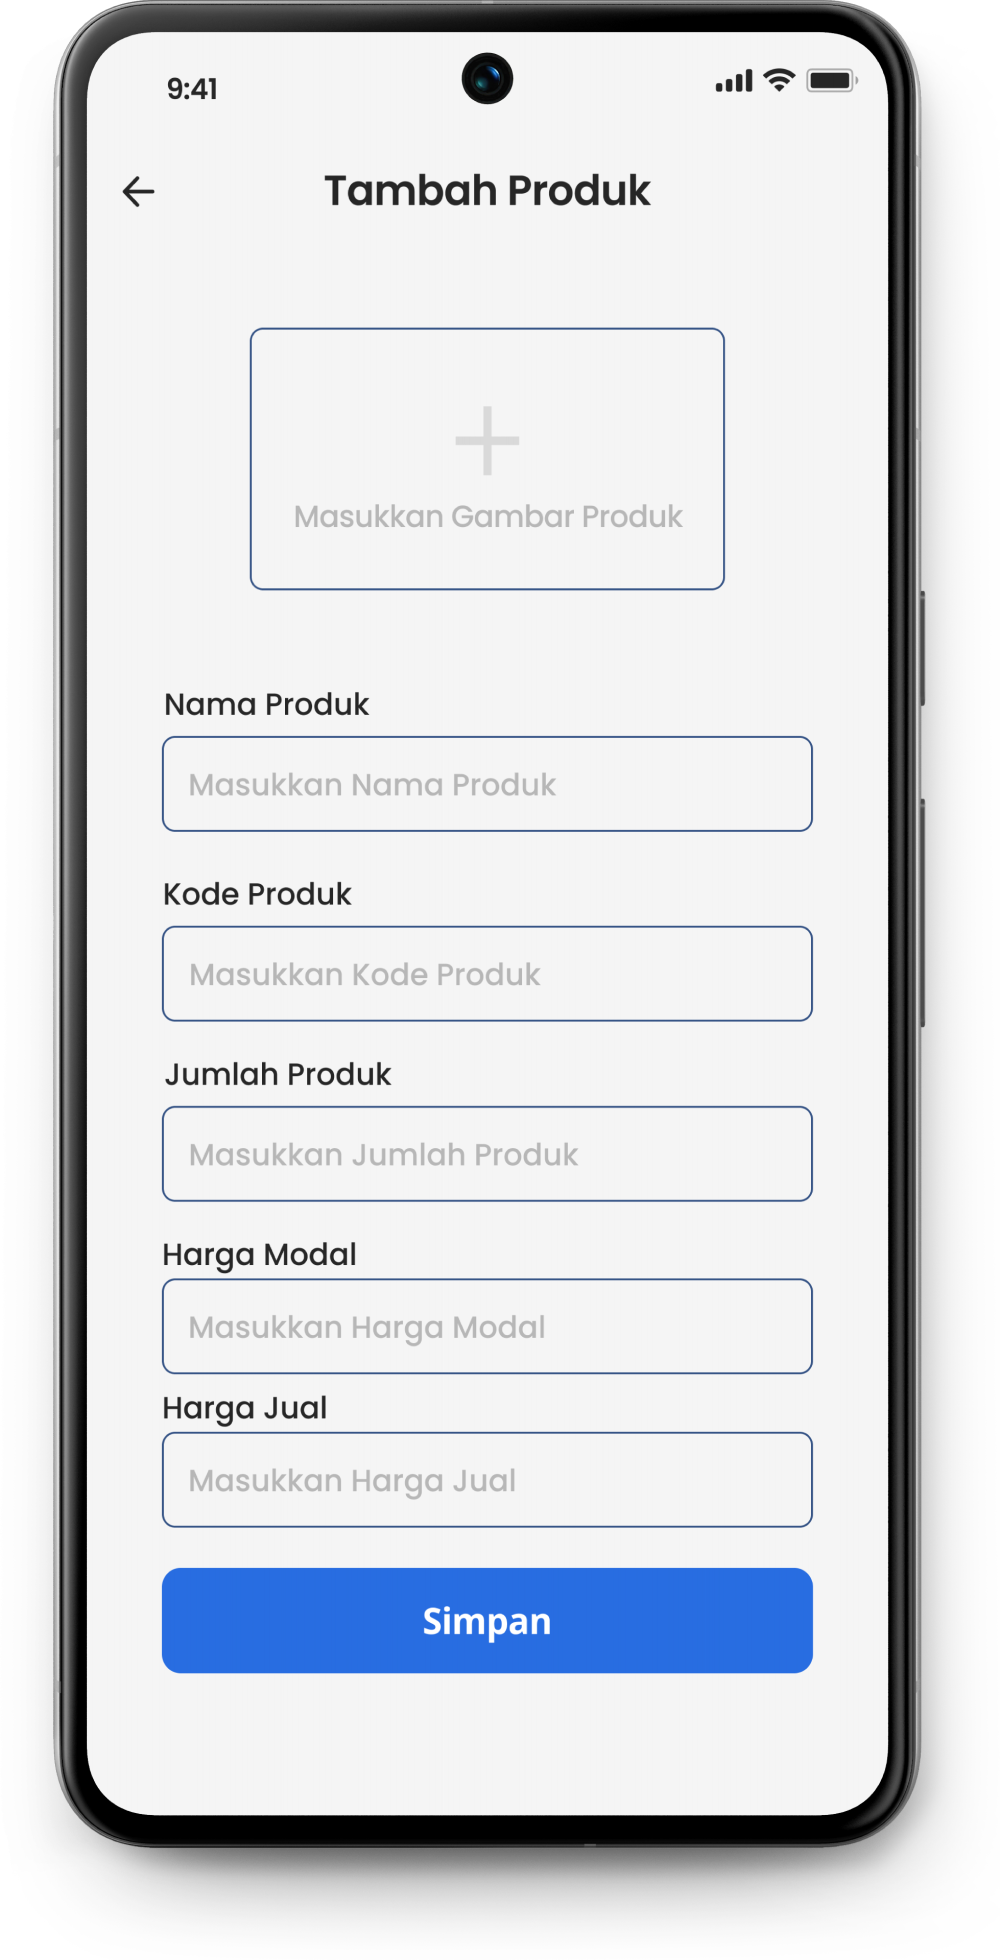 9:41
Tambah Produk
Masukkan Gambar Produk
Nama Produk
Masukkan Nama Produk
Kode Produk
Masukkan Kode Produk
Jumlah Produk
Masukkan Jumlah Produk
Harga Modal
Masukkan Harga Modal
Harga Jual
Masukkan Harga Jual
Simpan